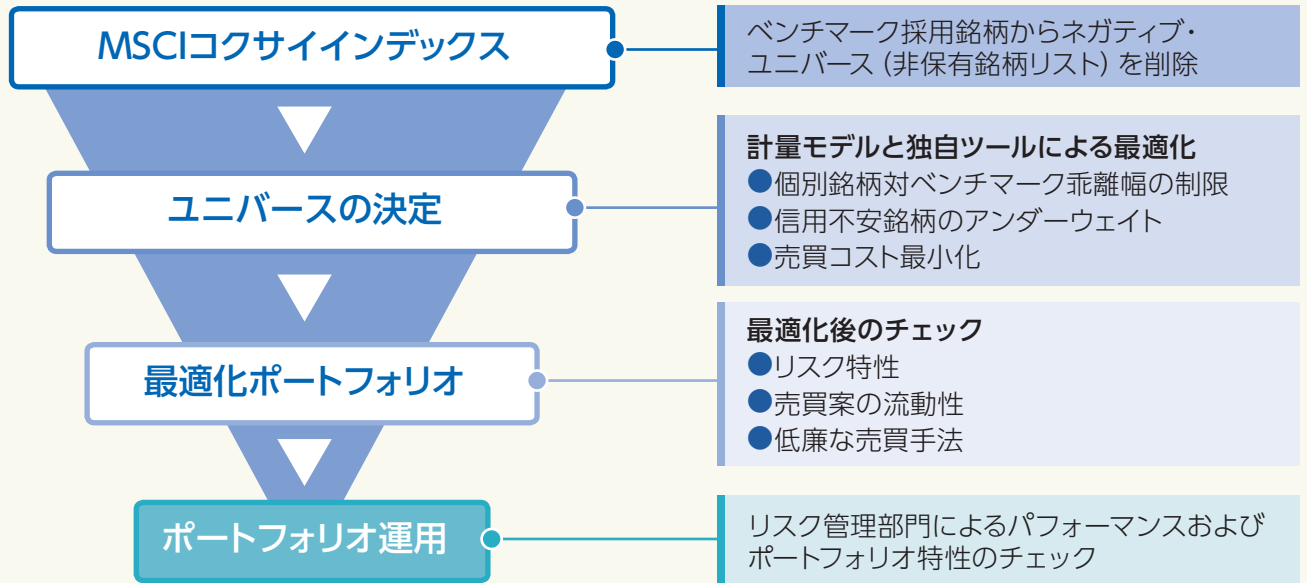 MSCIコクサイインデックス
ベンチマーク採用銘柄からネガティブ・
ユニバース (非保有銘柄リスト) を削除
ユニバースの決定
計量モデルと独自ツールによる最適化
●個別銘柄対ベンチマーク乖離幅の制限
●信用不安銘柄のアンダーウェイト
●売買コスト最小化
最適化ポートフォリオ
最適化後のチェック
●リスク特性
●売買案の流動性
●低廉な売買手法
ポートフォリオ運用
リスク管理部門によるパフォーマンスおよび
ポートフォリオ特性のチェック